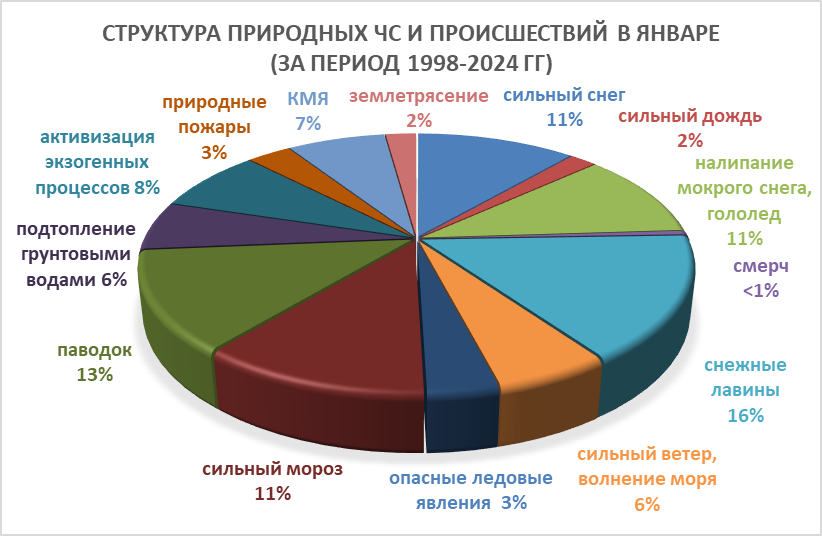 СТРУКТУРА ПРИРОДНЫХ ЧС И ПРОИСШЕСТВИЙ В ЯНВАРЕ
(ЗА ПЕРИОД 1998-2024 ГГ)
сильный снег
11%
сильный дождь
2%
налипание
мокрого снега,
гололед
11%
смерч
<1%
снежные
лавины
16%
сильный ветер,
волнение моря
6%
опасные ледовые
явления 3%
сильный мороз
11%
паводок
13%
подтопление
грунтовыми
водами 6%
активизация
экзогенных
процессов 8%
природные
пожары
3%
КМЯ
7%
землетрясение
2%